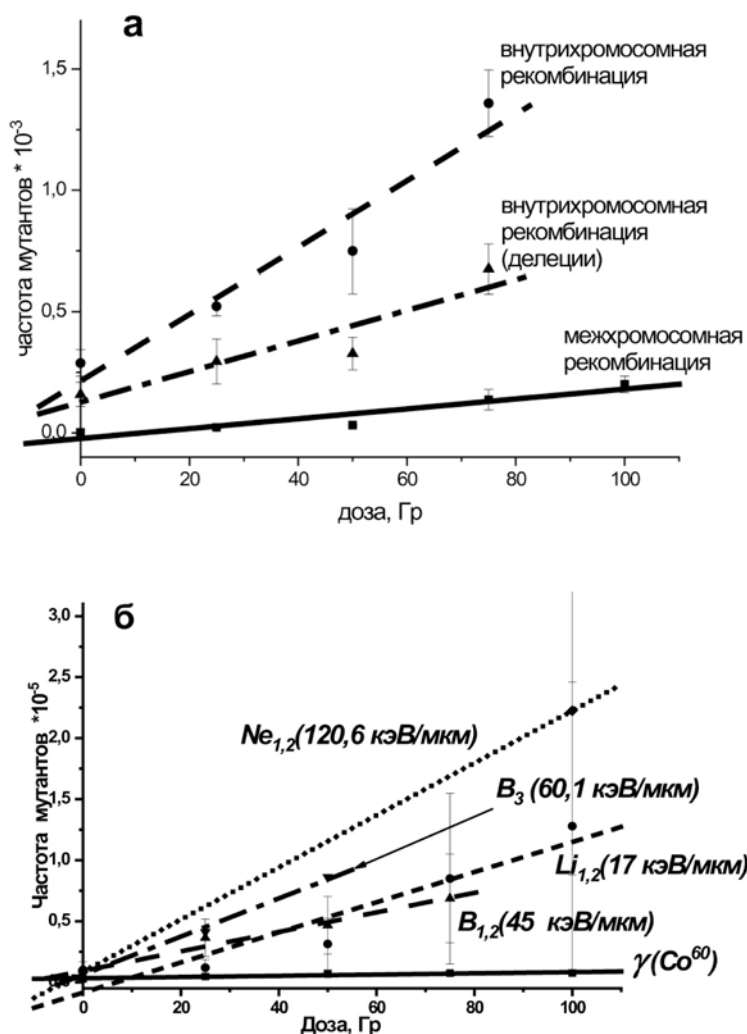 а
внутрихромосомная
рекомбинация
1,5
частота мутантов * 10⁻³
1,0
внутрихромосомная
рекомбинация
(делеции)
0,5
межхромосомная
рекомбинация
0,0
0 20 40 60 80 100
доза, Гр
б
3,0
2,5
Частота мутантов *10⁻⁵
2,0
Ne₁,₂(120,6 кэВ/мкм)
B₃ (60,1 кэВ/мкм)
1,5
1,0
Li₁,₂(17 кэВ/мкм)
0,5
B₁,₂(45 кэВ/мкм)
γ(Co⁶⁰)
0,0
0 20 40 60 80 100
Доза, Гр